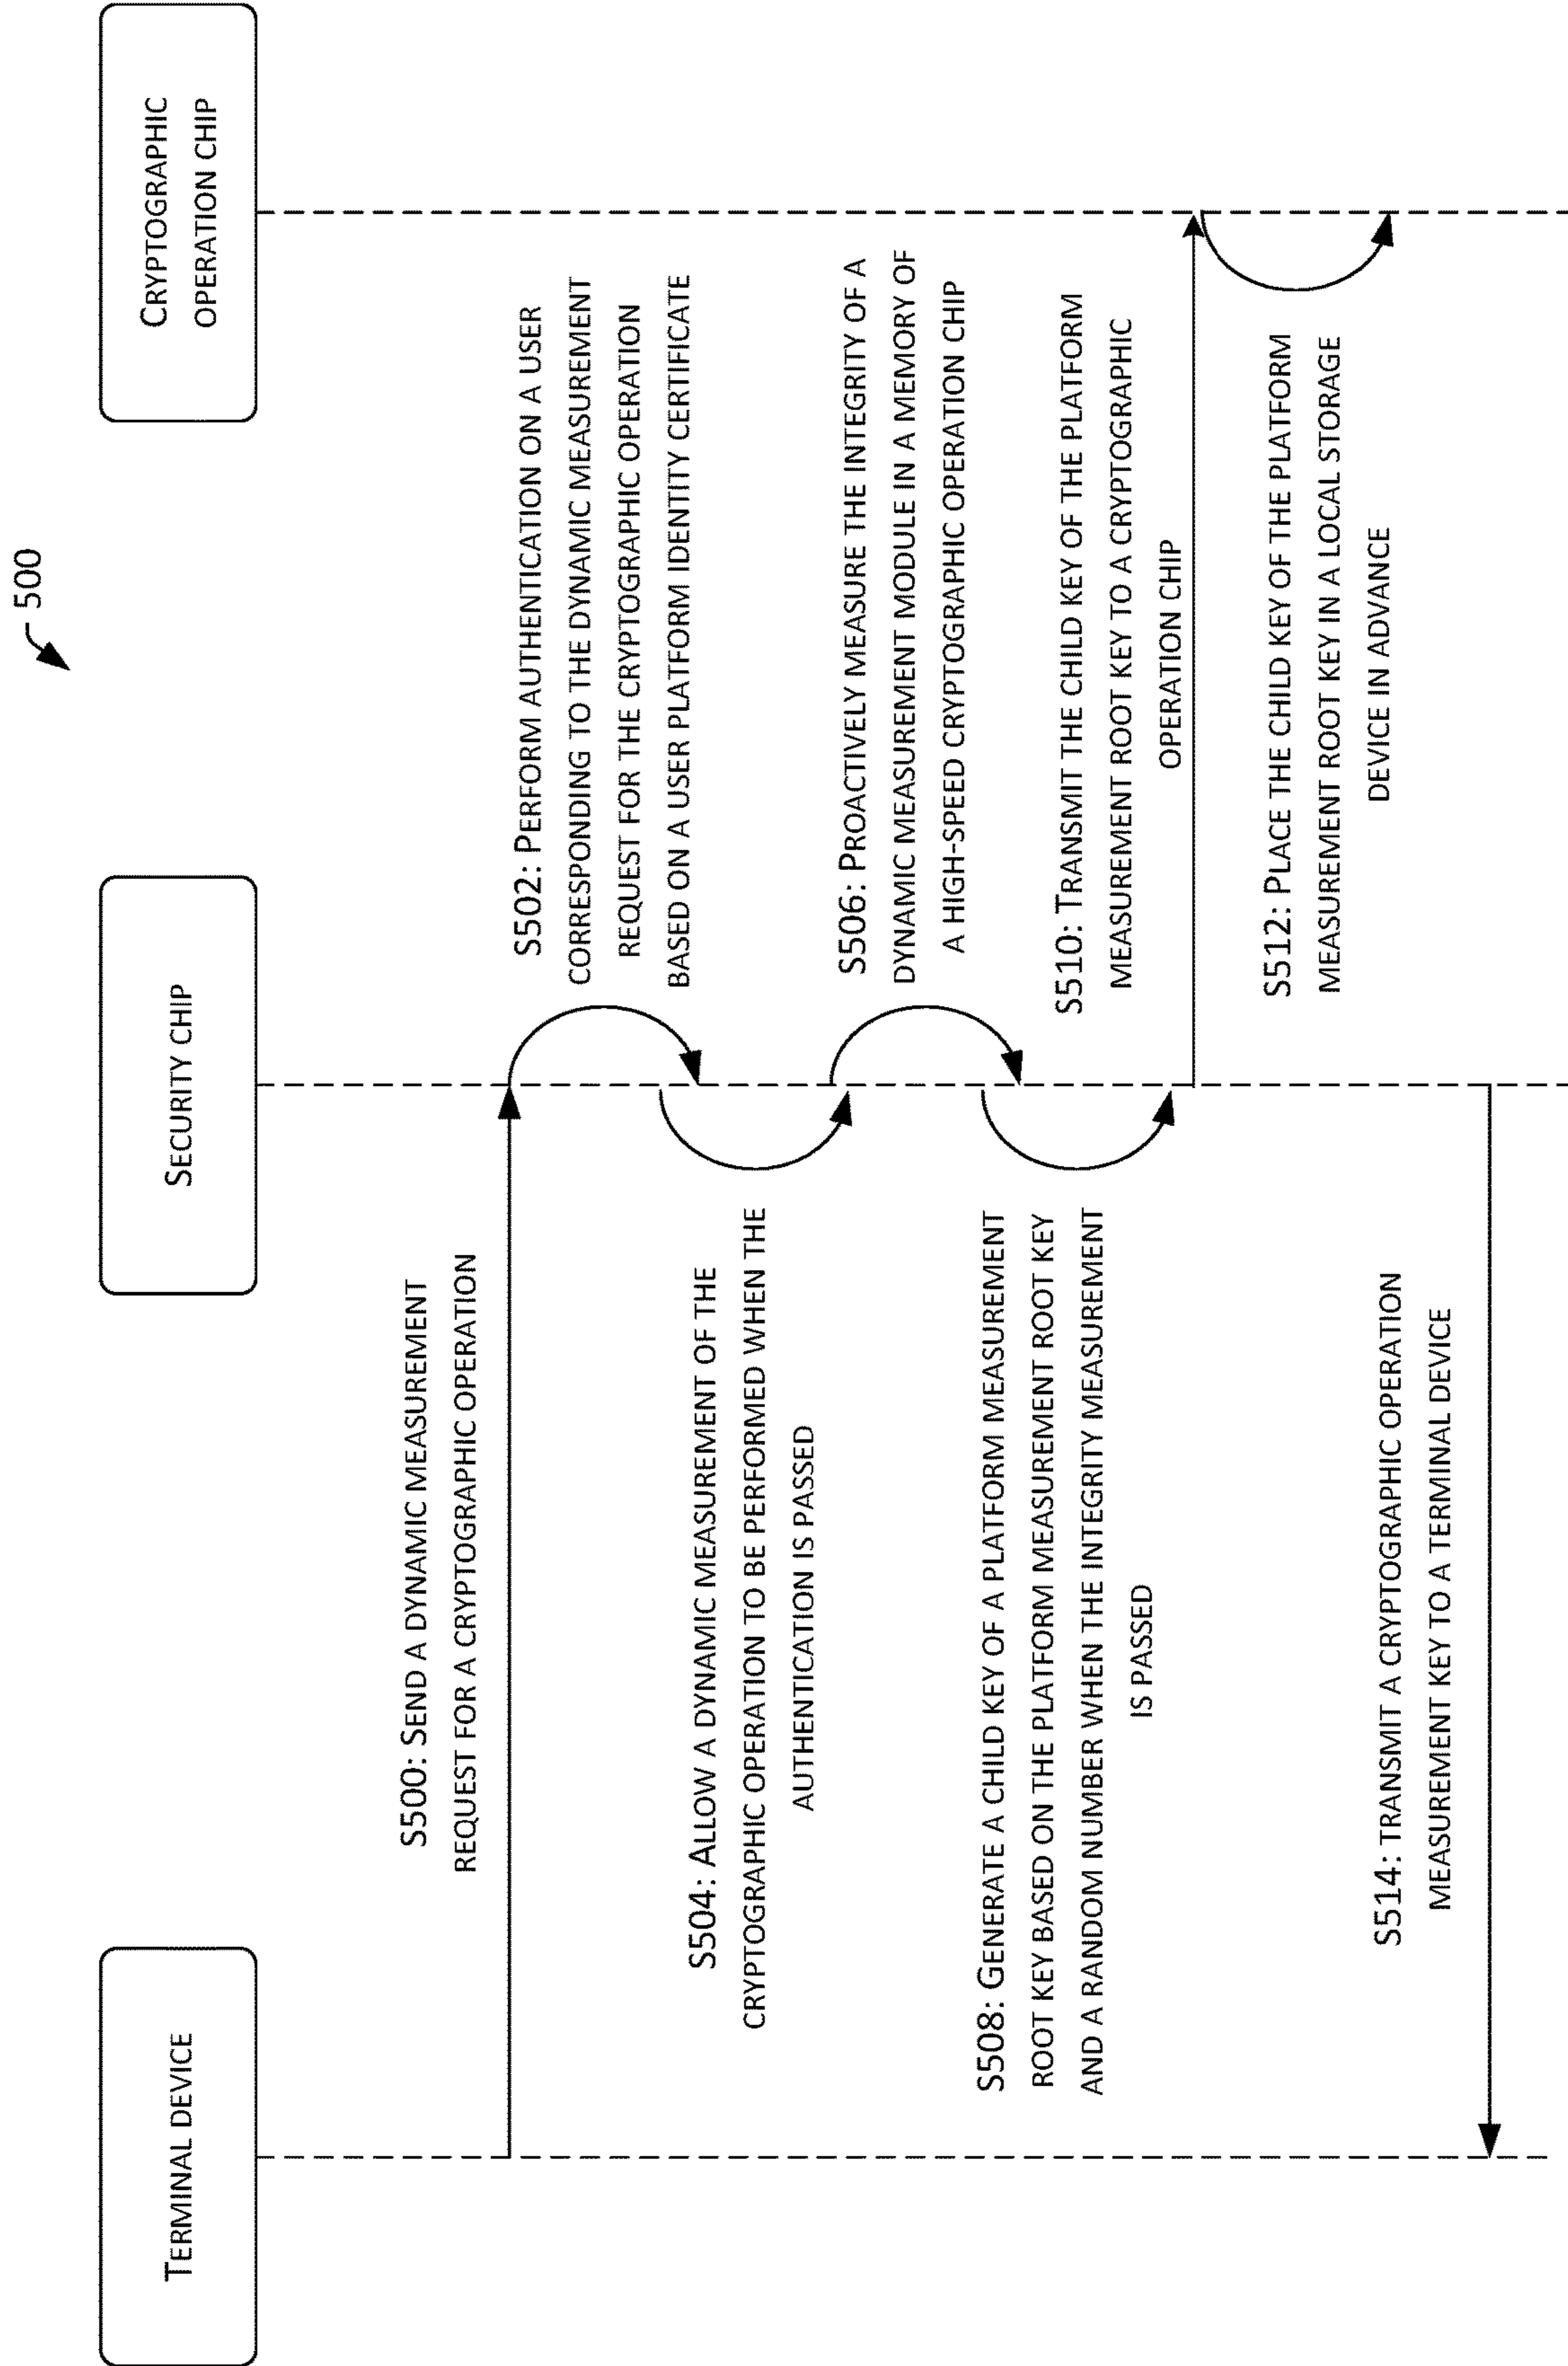 500
TERMINAL DEVICE
SECURITY CHIP
CRYPTOGRAPHIC
OPERATION CHIP
S500: SEND A DYNAMIC MEASUREMENT
REQUEST FOR A CRYPTOGRAPHIC OPERATION
S502: PERFORM AUTHENTICATION ON A USER
CORRESPONDING TO THE DYNAMIC MEASUREMENT
REQUEST FOR THE CRYPTOGRAPHIC OPERATION
BASED ON A USER PLATFORM IDENTITY CERTIFICATE
S504: ALLOW A DYNAMIC MEASUREMENT OF THE
CRYPTOGRAPHIC OPERATION TO BE PERFORMED WHEN THE
AUTHENTICATION IS PASSED
S506: PROACTIVELY MEASURE THE INTEGRITY OF A
DYNAMIC MEASUREMENT MODULE IN A MEMORY OF
A HIGH-SPEED CRYPTOGRAPHIC OPERATION CHIP
S508: GENERATE A CHILD KEY OF A PLATFORM MEASUREMENT
ROOT KEY BASED ON THE PLATFORM MEASUREMENT ROOT KEY
AND A RANDOM NUMBER WHEN THE INTEGRITY MEASUREMENT
IS PASSED
S510: TRANSMIT THE CHILD KEY OF THE PLATFORM
MEASUREMENT ROOT KEY TO A CRYPTOGRAPHIC
OPERATION CHIP
S512: PLACE THE CHILD KEY OF THE PLATFORM
MEASUREMENT ROOT KEY IN A LOCAL STORAGE
DEVICE IN ADVANCE
S514: TRANSMIT A CRYPTOGRAPHIC OPERATION
MEASUREMENT KEY TO A TERMINAL DEVICE